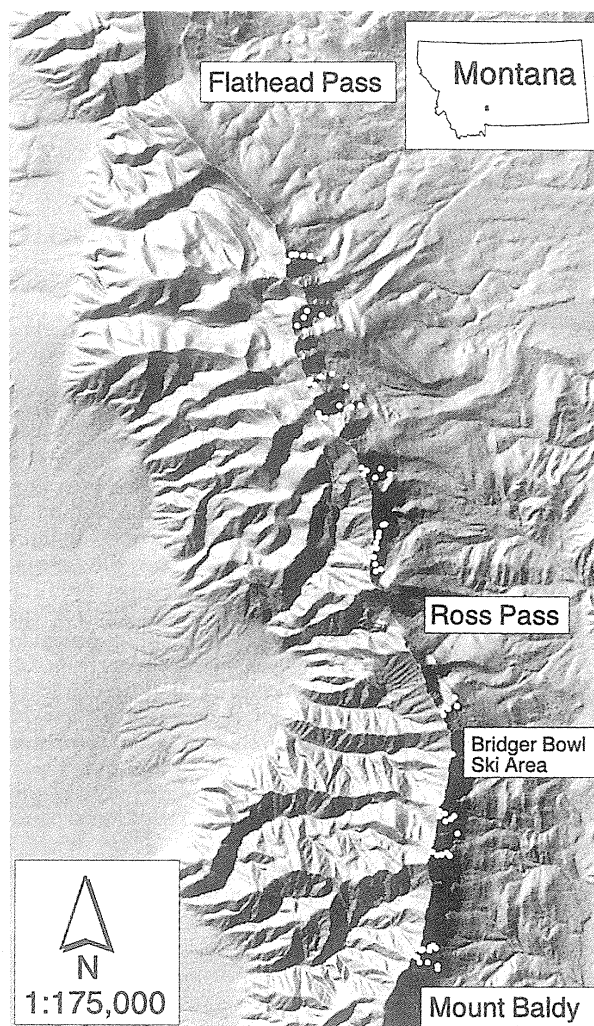 Flathead Pass
Montana
Ross Pass
Bridger Bowl
Ski Area
N
1:175,000
Mount Baldy